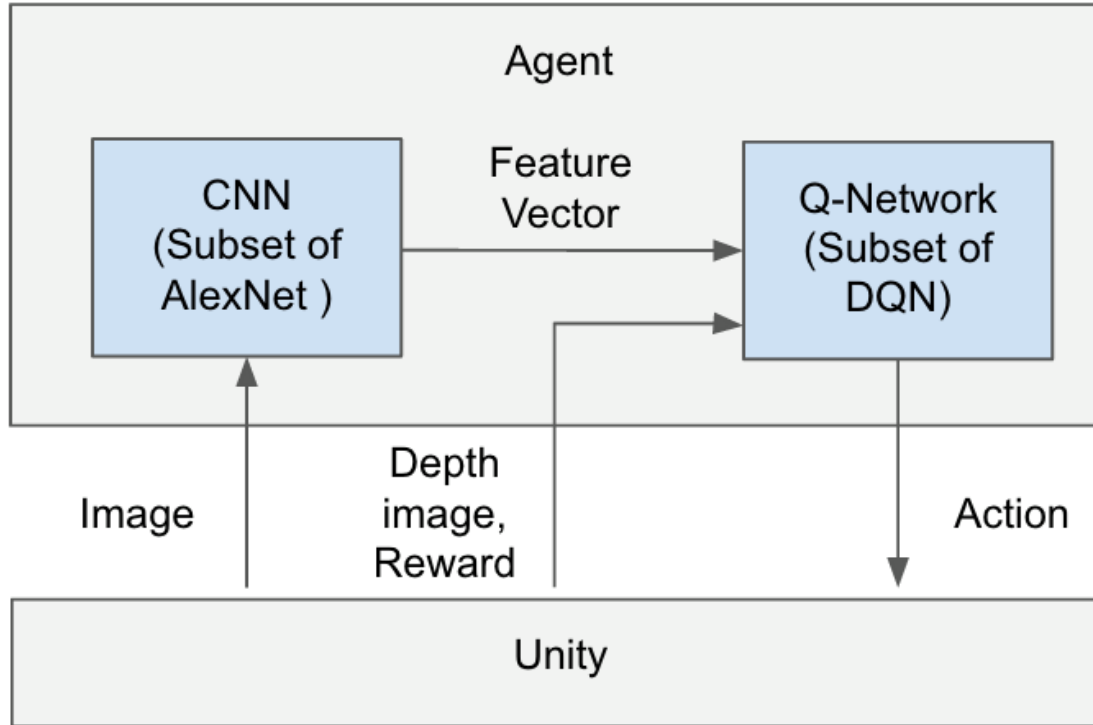 Agent
CNN
(Subset of
AlexNet )
Feature
Vector
Q-Network
(Subset of
DQN)
Image
Depth
image,
Reward
Action
Unity